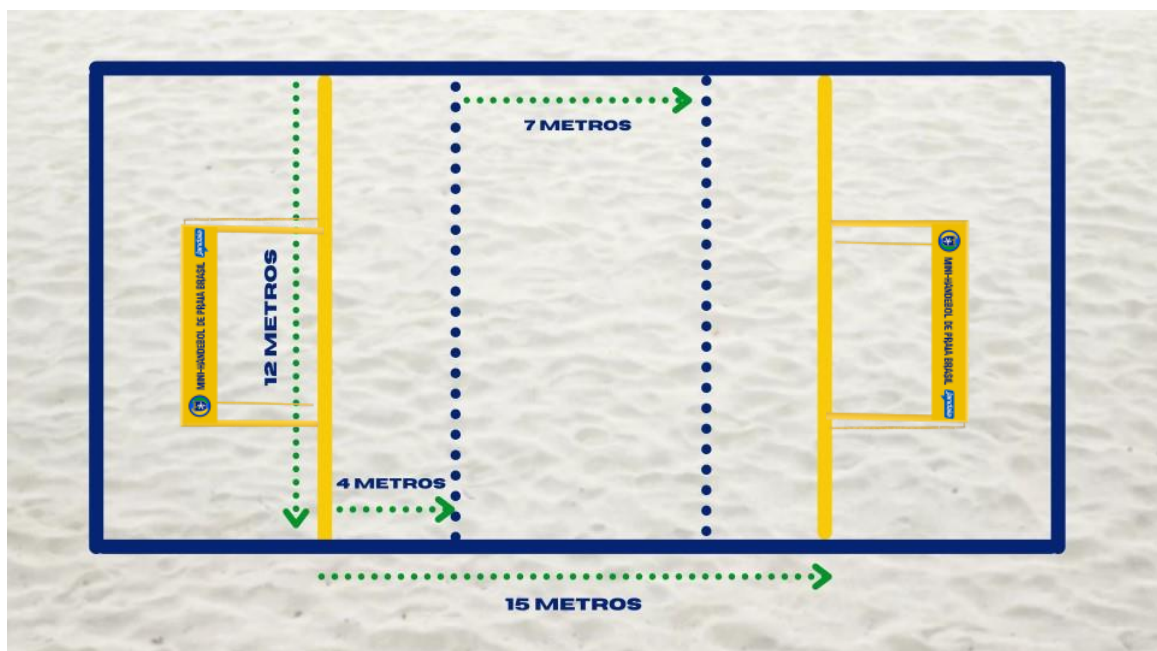 7 METROS
12 METROS
MINI-HANDEBOL DE PRAIA BRASIL
MINI-HANDEBOL DE PRAIA BRASIL
4 METROS
15 METROS